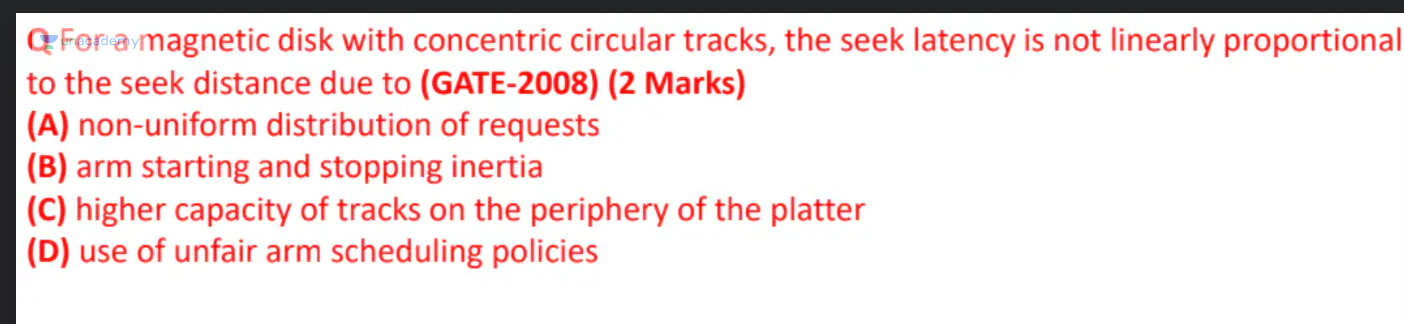 Q For a magnetic disk with concentric circular tracks, the seek latency is not linearly proportional
to the seek distance due to (GATE-2008) (2 Marks)
(A) non-uniform distribution of requests
(B) arm starting and stopping inertia
(C) higher capacity of tracks on the periphery of the platter
(D) use of unfair arm scheduling policies
unacademy